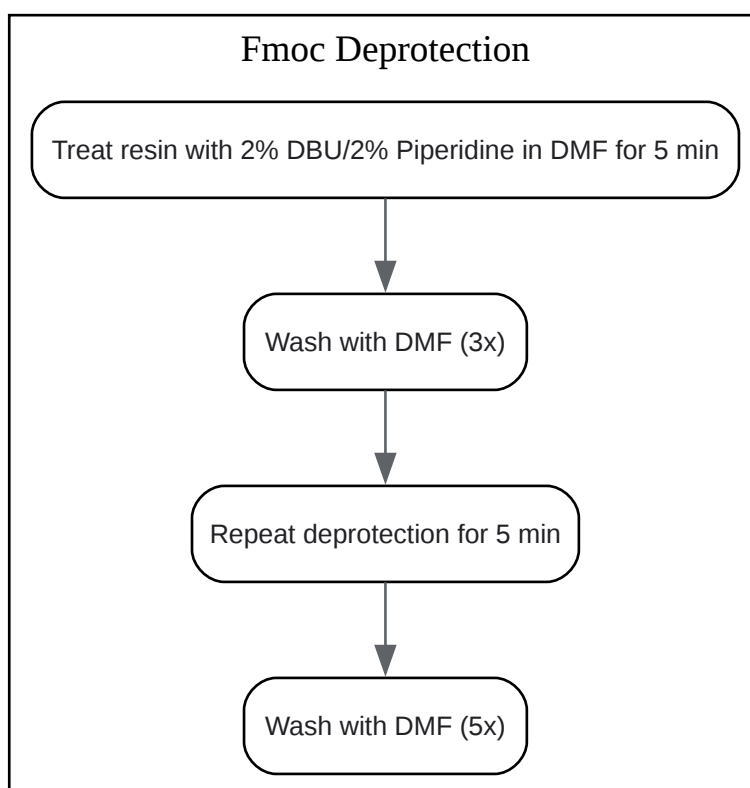 Fmoc Deprotection
Treat resin with 2% DBU/2% Piperidine in DMF for 5 min
Wash with DMF (3x)
Repeat deprotection for 5 min
Wash with DMF (5x)